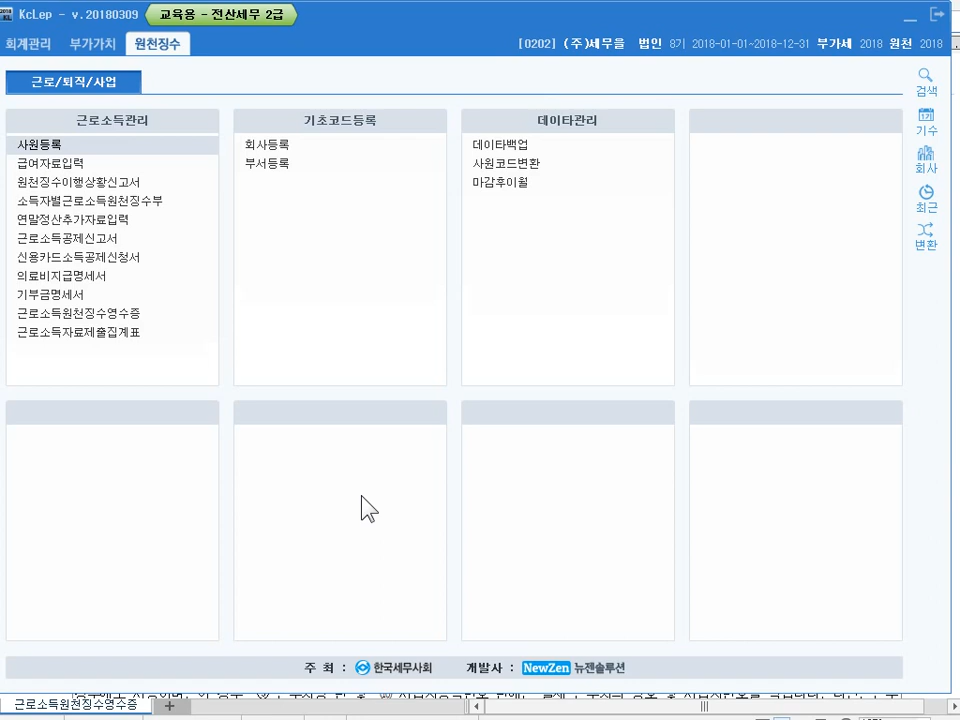 KcLep - v.20180309 교육용 - 전산세무 2급
회계관리 부가가치 원천징수 [0202] (주)세무을 법인 8기 2018-01-01~2018-12-31 부가세 2018 원천 2018
근로/퇴직/사업
검색
기수
회사
최근
변환
근로소득관리
사원등록
급여자료입력
원천징수이행상황신고서
소득자별근로소득원천징수부
연말정산추가자료입력
근로소득공제신고서
신용카드소득공제신청서
의료비지급명세서
기부금명세서
근로소득원천징수영수증
근로소득자료제출집계표
기초코드등록
회사등록
부서등록
데이타관리
데이타백업
사원코드변환
마감후이월
주 최 : 한국세무사회 개발사 : NewZen 뉴젠솔루션
근로소득원천징수영수증